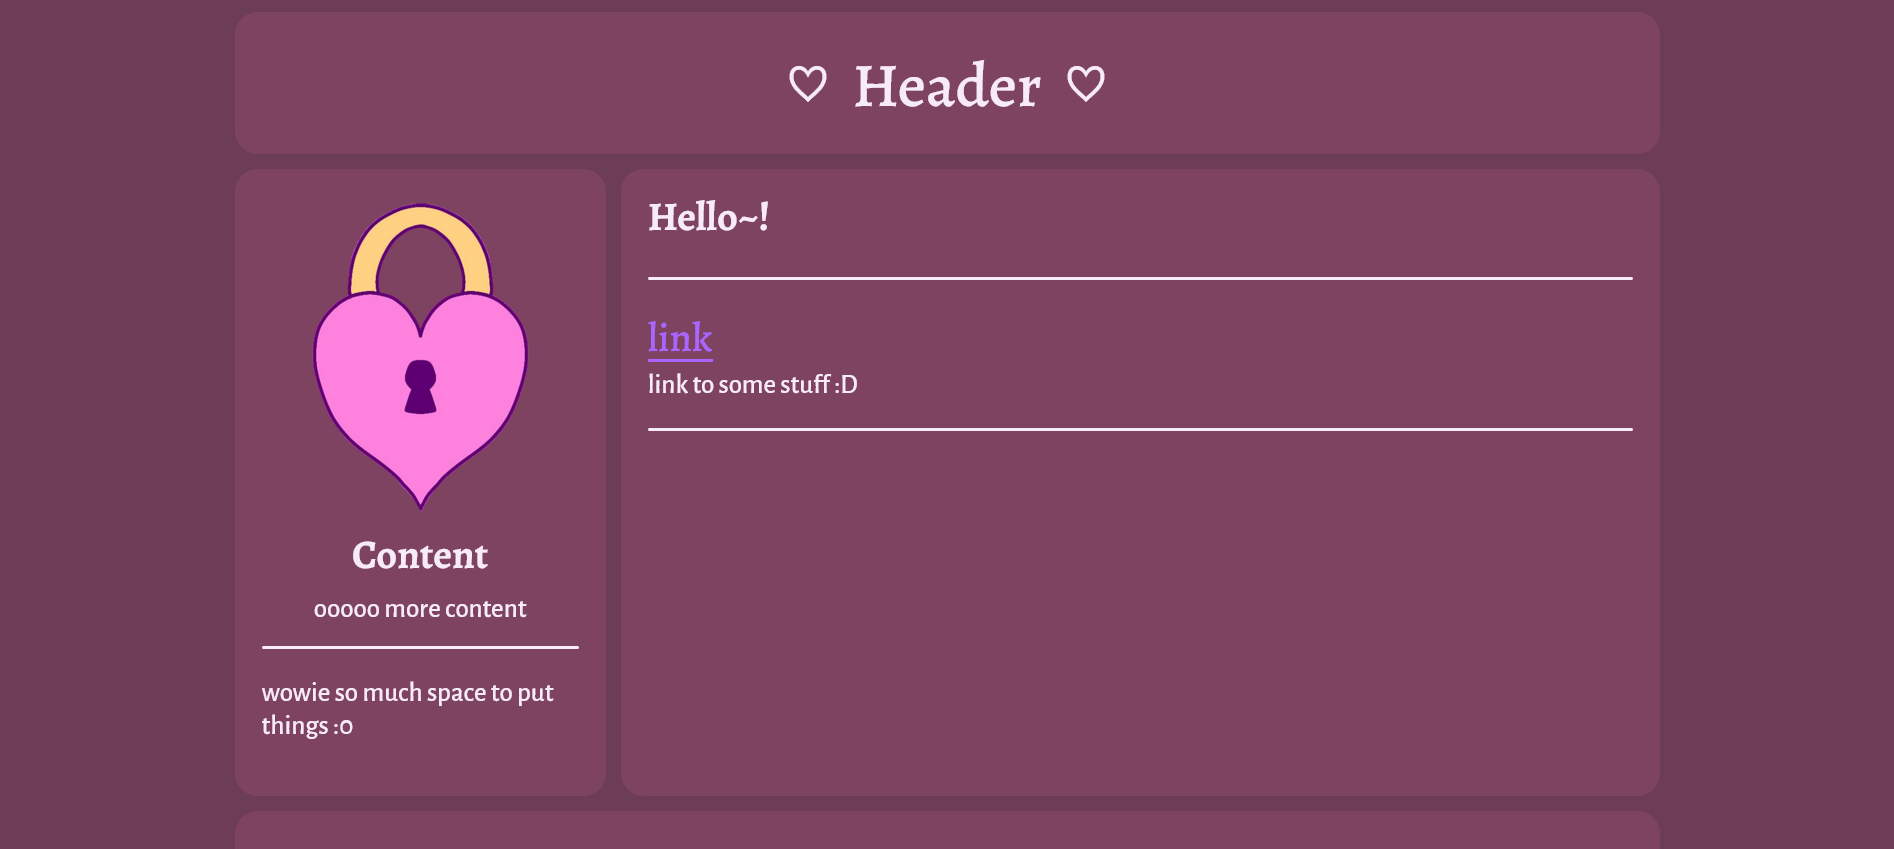 ♡ Header ♡
Content
ooooo more content
wowie so much space to put
things :o
Hello~!
link
link to some stuff :D